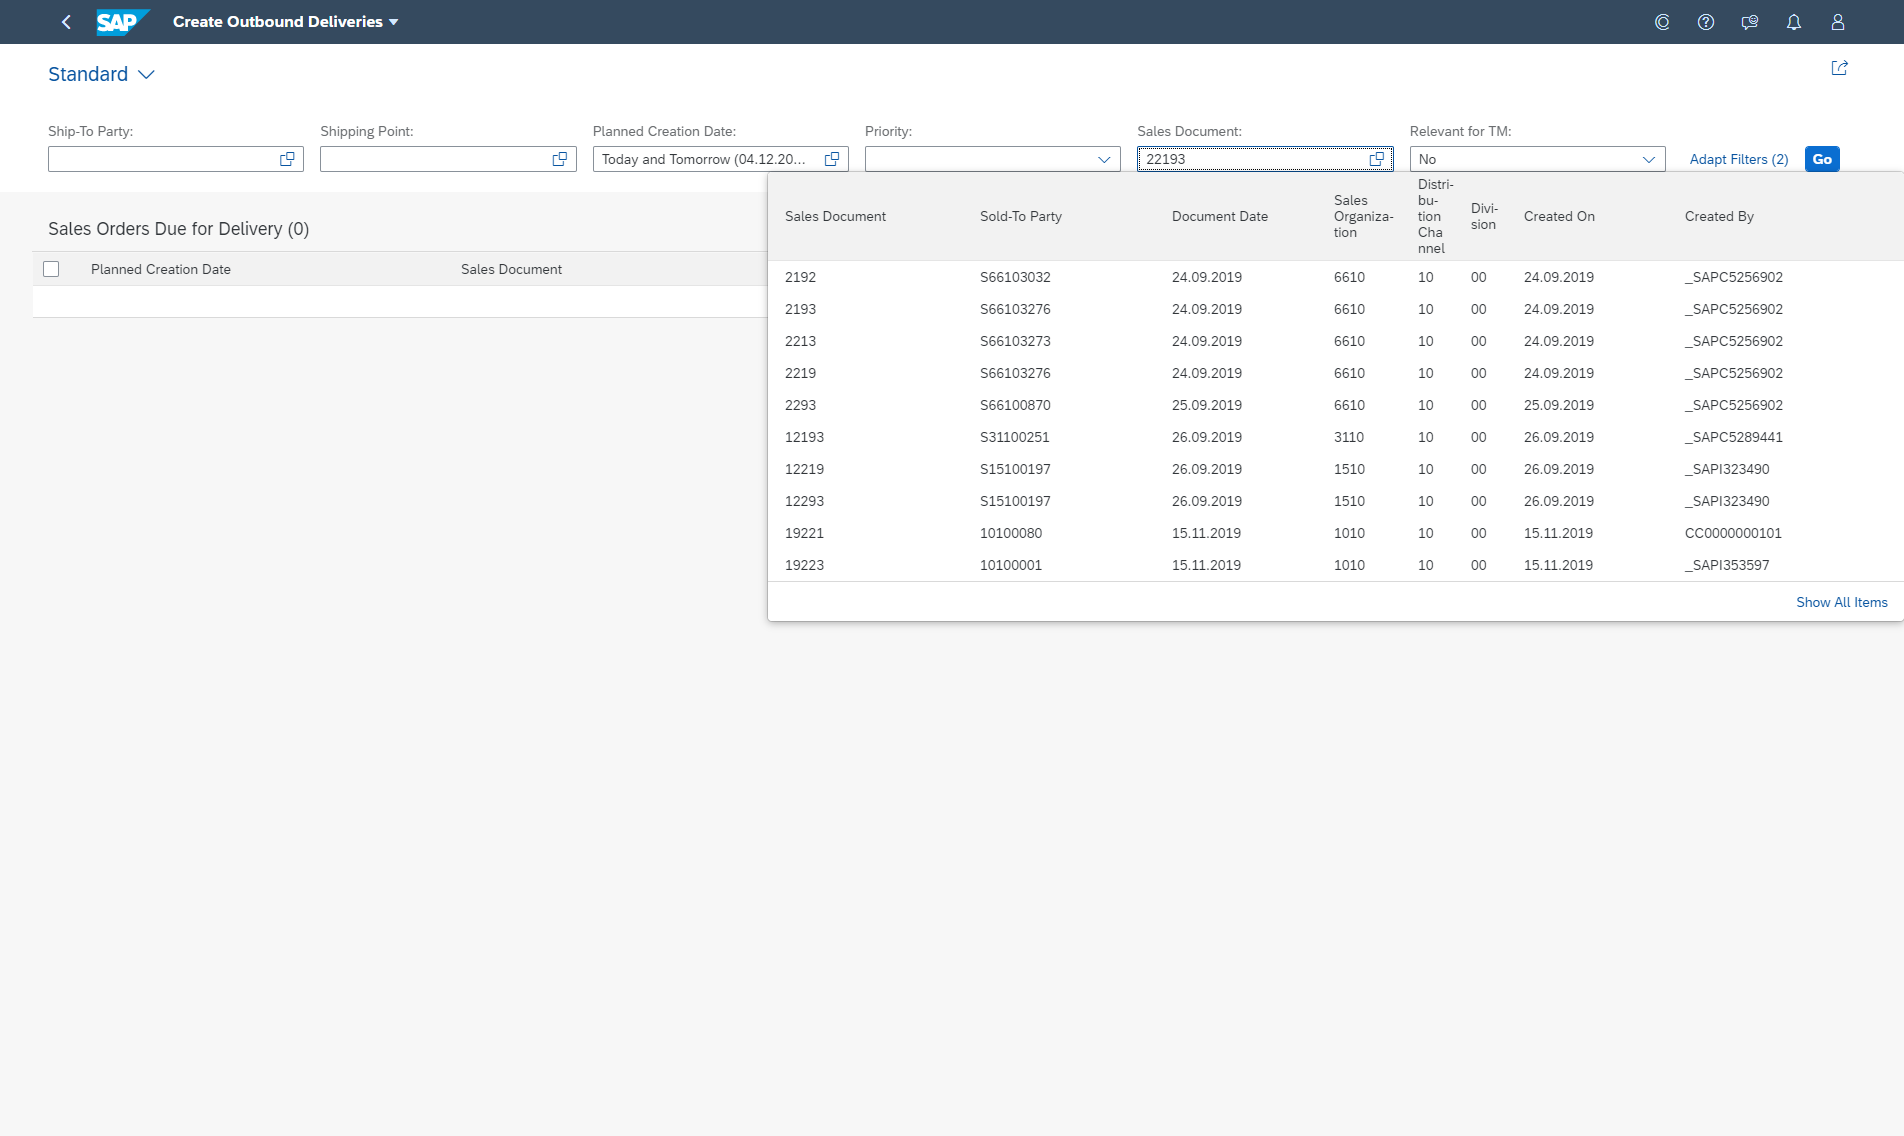 SAP Create Outbound Deliveries
Standard
Ship-To Party: Shipping Point: Planned Creation Date: Priority: Sales Document: Relevant for TM:
Today and Tomorrow (04.12.20... 22193 No Adapt Filters (2) Go
Sales Orders Due for Delivery (0)
Planned Creation Date Sales Document
Sales Document Sold-To Party Document Date Sales Organiza-tion Distri-bu-tion Cha nnel Divi-sion Created On Created By
2192 S66103032 24.09.2019 6610 10 00 24.09.2019 _SAPC5256902
2193 S66103276 24.09.2019 6610 10 00 24.09.2019 _SAPC5256902
2213 S66103273 24.09.2019 6610 10 00 24.09.2019 _SAPC5256902
2219 S66103276 24.09.2019 6610 10 00 24.09.2019 _SAPC5256902
2293 S66100870 25.09.2019 6610 10 00 25.09.2019 _SAPC5256902
12193 S31100251 26.09.2019 3110 10 00 26.09.2019 _SAPC5289441
12219 S15100197 26.09.2019 1510 10 00 26.09.2019 _SAPI323490
12293 S15100197 26.09.2019 1510 10 00 26.09.2019 _SAPI323490
19221 10100080 15.11.2019 1010 10 00 15.11.2019 CC0000000101
19223 10100001 15.11.2019 1010 10 00 15.11.2019 _SAPI353597
Show All Items